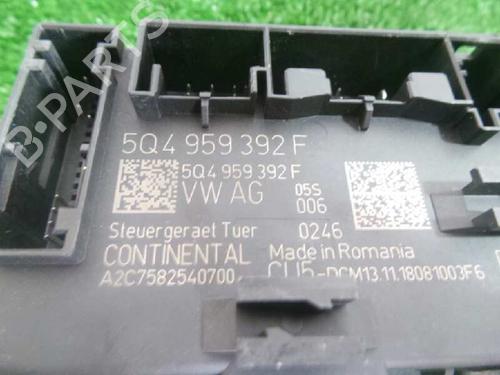 5Q4 959 392 F
5Q4 959 392 F
VW AG 05S
006
Steuergeraet Tuer 0246
CONTINENTAL Made in Romania
A2C7582540700 CU5-DCM13.11.18081003F6